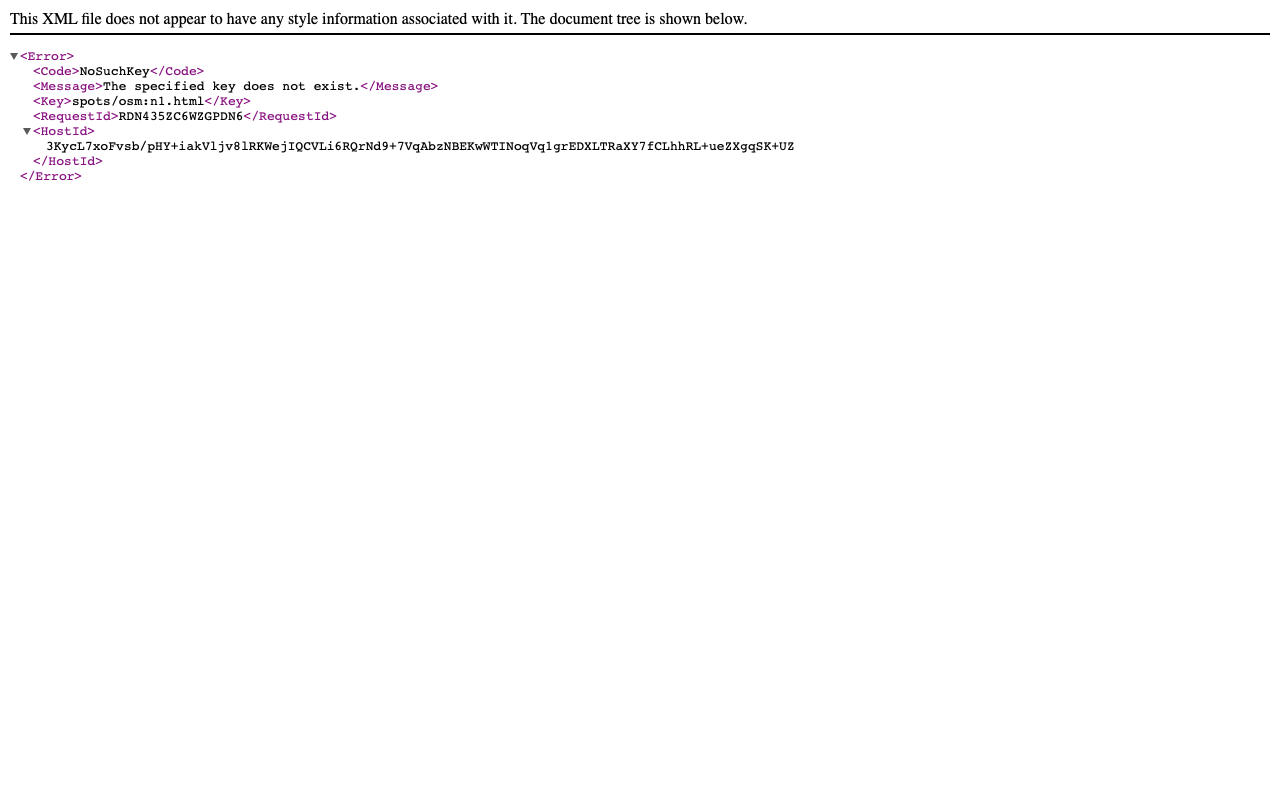 This XML file does not appear to have any style information associated with it. The document tree is shown below.
<Error>
<Code>NoSuchKey</Code>
<Message>The specified key does not exist.</Message>
<Key>spots/osm:n1.html</Key>
<RequestId>RDN435ZC6WZGPDN6</RequestId>
<HostId>
3KycL7xoFvsb/pHY+iakVljv8lRKWejIQCVLi6RQrNd9+7VqAbzNBEKwWTINoqVq1grEDXLTRaXY7fCLhhRL+ueZXgqSK+UZ
</HostId>
</Error>